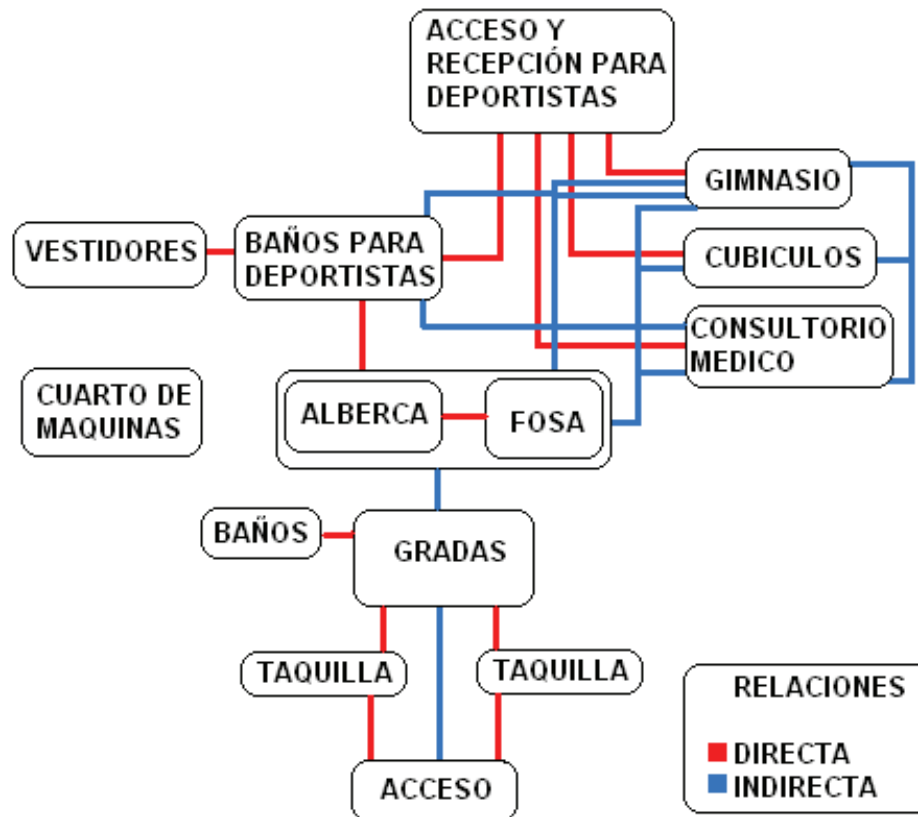 ACCESO Y
RECEPCIÓN PARA
DEPORTISTAS
GIMNASIO
VESTIDORES
BAÑOS PARA
DEPORTISTAS
CUBICULOS
CONSULTORIO
MEDICO
CUARTO DE
MAQUINAS
ALBERCA
FOSA
BAÑOS
GRADAS
TAQUILLA
TAQUILLA
ACCESO
RELACIONES
DIRECTA
INDIRECTA